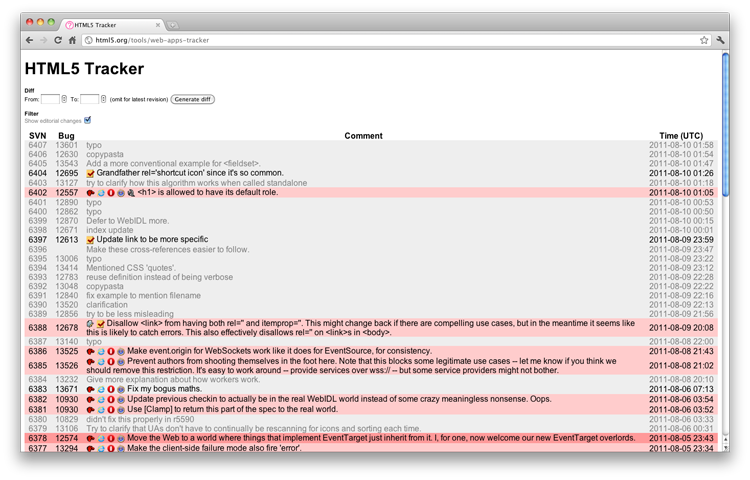 HTML5 Tracker
html5.org/tools/web-apps-tracker
HTML5 Tracker
Diff
From: To: (omit for latest revision) Generate diff
Filter
Show editorial changes
SVN Bug Comment Time (UTC)
6407 13601 typo 2011-08-10 01:58
6406 12630 copypasta 2011-08-10 01:54
6405 13543 Add a more conventional example for <fieldset>. 2011-08-10 01:47
6404 12695 Grandfather rel='shortcut icon' since it's so common. 2011-08-10 01:26
6403 13127 try to clarify how this algorithm works when called standalone 2011-08-10 01:18
6402 12557 <h1> is allowed to have its default role. 2011-08-10 01:05
6401 12890 typo 2011-08-10 00:53
6400 12862 typo 2011-08-10 00:50
6399 12870 Defer to WebIDL more. 2011-08-10 00:15
6398 12671 index update 2011-08-10 00:01
6397 12613 Update link to be more specific 2011-08-09 23:59
6396 Make these cross-references easier to follow. 2011-08-09 23:47
6395 13006 typo 2011-08-09 23:22
6394 13414 Mentioned CSS 'quotes'. 2011-08-09 23:12
6393 12783 reuse definition instead of being verbose 2011-08-09 22:28
6392 13048 copypasta 2011-08-09 22:22
6391 12840 fix example to mention filename 2011-08-09 22:16
6390 13520 clarification 2011-08-09 22:13
6389 12856 try to be less misleading 2011-08-09 21:56
6388 12678 Disallow <link> from having both rel='' and itemprop=''. This might change back if there are compelling use cases, but in the meantime it seems like 2011-08-09 20:08
this is likely to catch errors. This also effectively disallows rel='' on <link>s in <body>.
6387 13140 typo 2011-08-08 22:00
6386 13525 Make event.origin for WebSockets work like it does for EventSource, for consistency. 2011-08-08 21:43
6385 13526 Prevent authors from shooting themselves in the foot here. Note that this blocks some legitimate use cases -- let me know if you think we 2011-08-08 21:02
should remove this restriction. It's easy to work around -- provide services over wss:// -- but some service providers might not bother.
6384 13232 Give more explanation about how workers work. 2011-08-08 20:10
6383 13671 Fix my bogus maths. 2011-08-06 07:13
6382 10930 Update previous checkin to actually be in the real WebIDL world instead of some crazy meaningless nonsense. Oops. 2011-08-06 03:54
6381 10930 Use [Clamp] to return this part of the spec to the real world. 2011-08-06 03:52
6380 10829 didn't fix this property in r5590 2011-08-06 03:33
6379 13106 Try to clarify that UAs don't have to continually be rescanning for icons and sorting each time. 2011-08-06 00:31
6378 12574 Move the Web to a world where things that implement EventTarget just inherit from it. I, for one, now welcome our new EventTarget overlords. 2011-08-05 23:43
6377 13294 Make the client-side failure mode also fire 'error'. 2011-08-05 23:34